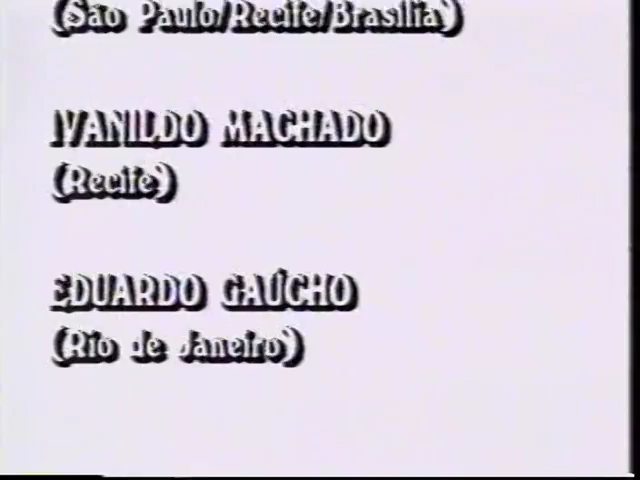 (São Paulo/Recife/Brasília)
IVANILDO MACHADO
(Recife)
EDUARDO GAÚCHO
(Rio de Janeiro)